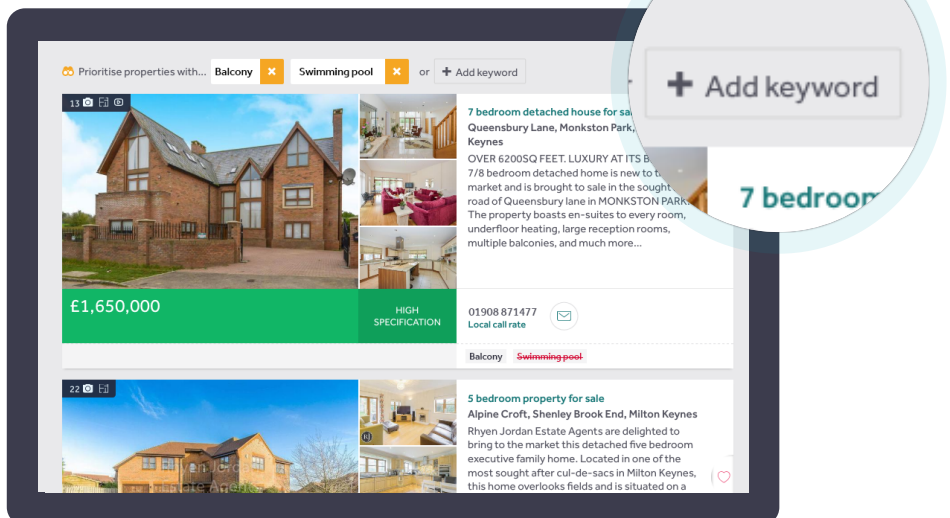 Prioritise properties with... Balcony × Swimming pool × or + Add keyword
13
7 bedroom detached house for sa
Queensbury Lane, Monkston Park,
Keynes
OVER 6200SQ FEET. LUXURY AT ITS B
7/8 bedroom detached home is new to t
market and is brought to sale in the sought
road of Queensbury lane in MONKSTON PARK.
The property boasts en-suites to every room,
underfloor heating, large reception rooms,
multiple balconies, and much more...
£1,650,000
HIGH
SPECIFICATION
01908 871477
Local call rate
Balcony Swimming pool
22
5 bedroom property for sale
Alpine Croft, Shenley Brook End, Milton Keynes
Rhyen Jordan Estate Agents are delighted to
bring to the market this detached five bedroom
executive family home. Located in one of the
most sought after cul-de-sacs in Milton Keynes,
this home overlooks fields and is situated on a
+ Add keyword
7 bedroom